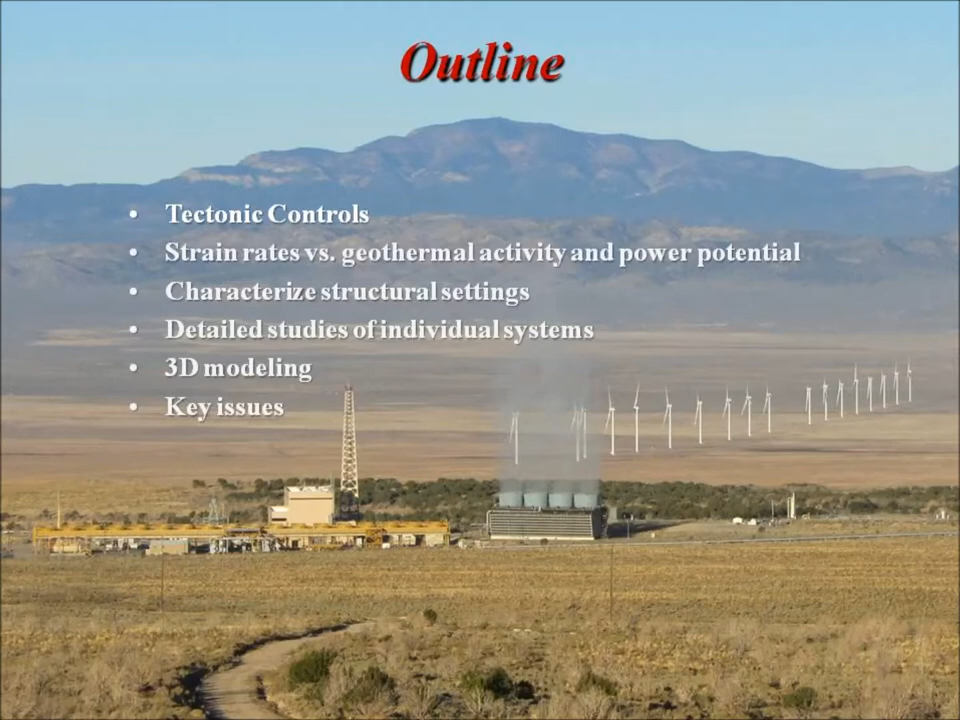 Outline
• Tectonic Controls
• Strain rates vs. geothermal activity and power potential
• Characterize structural settings
• Detailed studies of individual systems
• 3D modeling
• Key issues